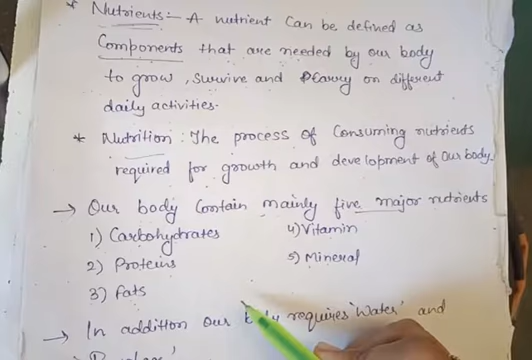 * Nutrients:- A nutrient can be defined as
Components that are needed by our body
to grow, survive and carry on different
daily activities.
* Nutrition: The process of Consuming nutrients
required for growth and development of our body.
→ Our body contain mainly five major nutrients
1) Carbohydrates 4) Vitamin
2) Proteins 5) Mineral
3) Fats
→ In addition our body requires 'Water' and